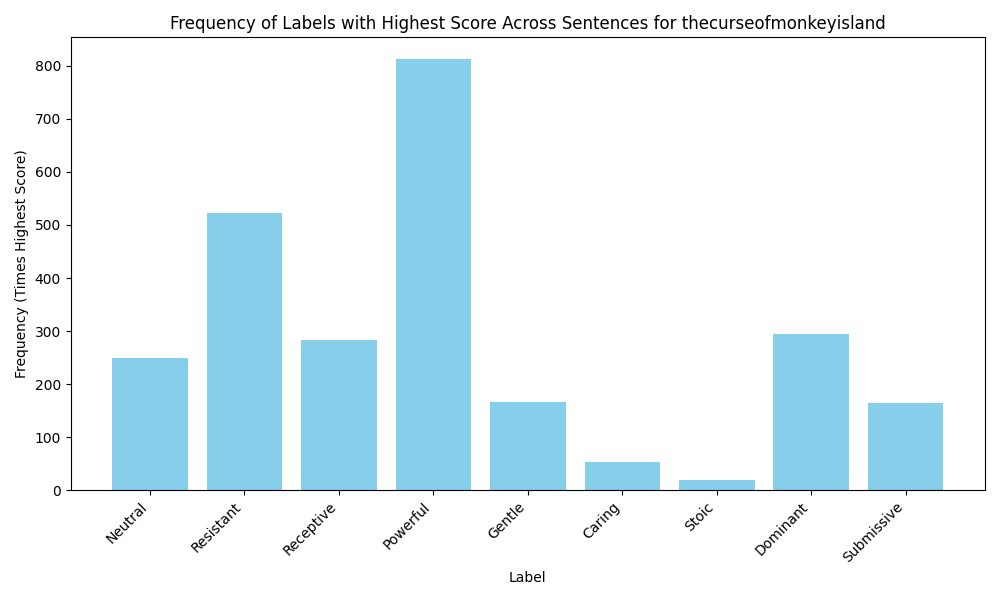 Frequency of Labels with Highest Score Across Sentences for thecurseofmonkeyisland
Frequency (Times Highest Score)
800
700
600
500
400
300
200
100
0
Neutral
Resistant
Receptive
Powerful
Gentle
Caring
Stoic
Dominant
Submissive
Label